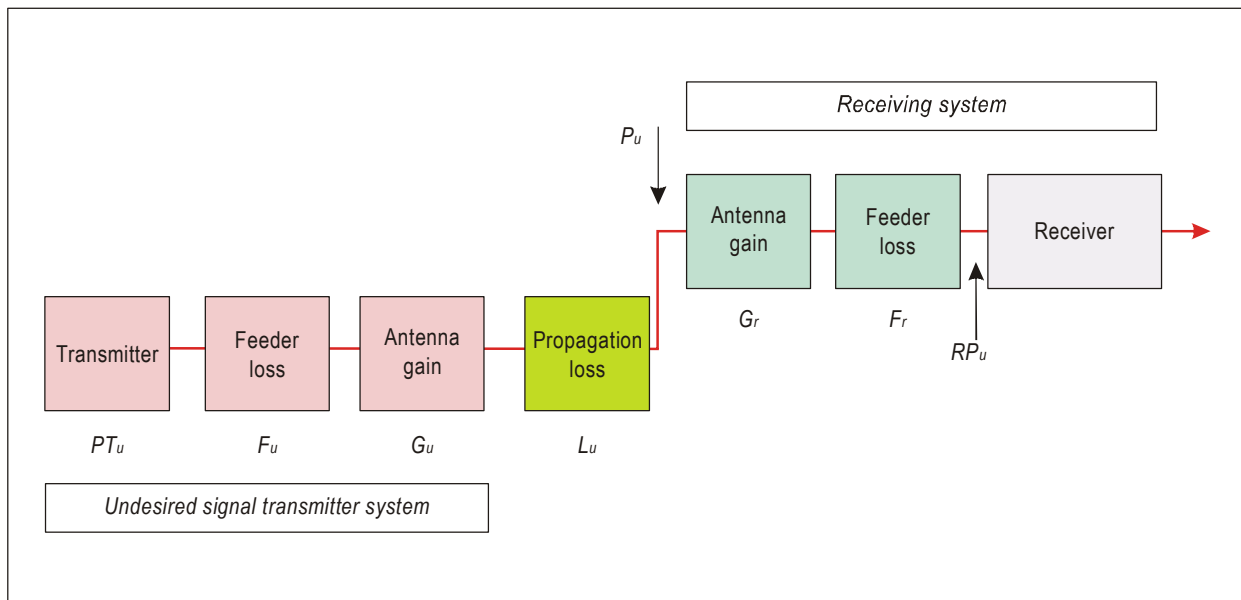 Receiving system
Pu
Antenna
gain
Feeder
loss
Receiver
Gr
Fr
RPu
Transmitter
Feeder
loss
Antenna
gain
Propagation
loss
PTu
Fu
Gu
Lu
Undesired signal transmitter system